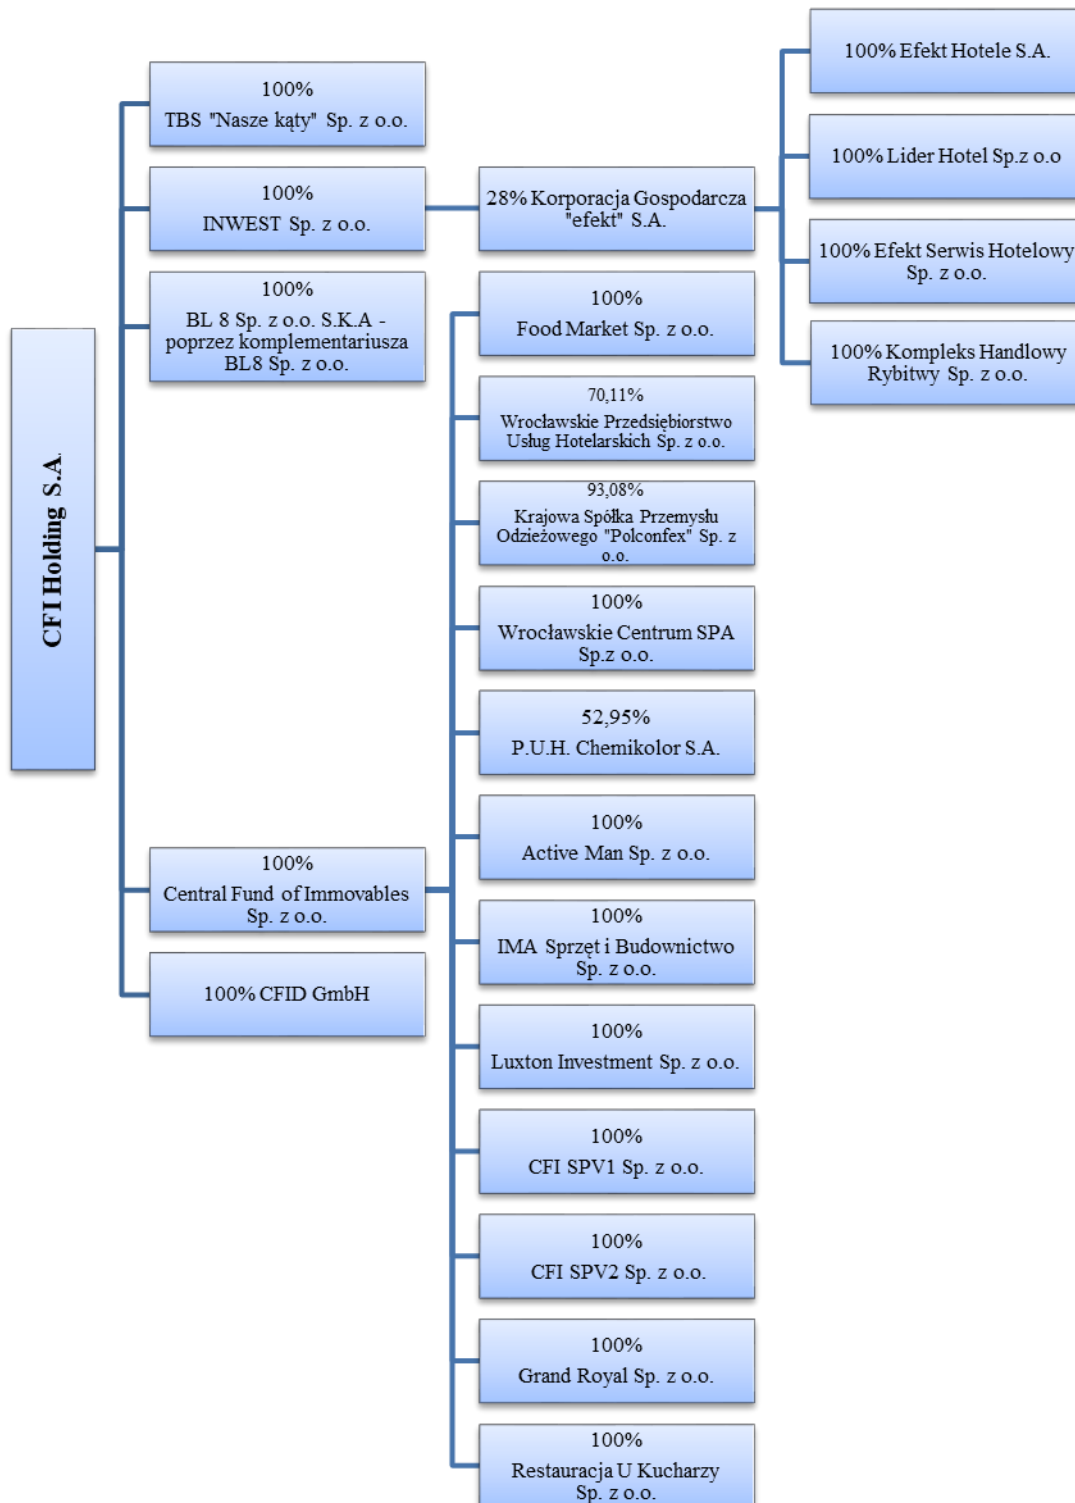 CFI Holding S.A.
100%
TBS "Nasze kąty" Sp. z o.o.
100%
INWEST Sp. z o.o.
100%
BL 8 Sp. z o.o. S.K.A -
poprzez komplementariusza
BL8 Sp. z o.o.
100%
Central Fund of Immovables
Sp. z o.o.
100% CFID GmbH
28% Korporacja Gospodarcza
"efekt" S.A.
100%
Food Market Sp. z o.o.
70,11%
Wrocławskie Przedsiębiorstwo
Usług Hotelarskich Sp. z o.o.
93,08%
Krajowa Spółka Przemysłu
Odzieżowego "Polconfex" Sp. z
o.o.
100%
Wrocławskie Centrum SPA
Sp.z o.o.
52,95%
P.U.H. Chemikolor S.A.
100%
Active Man Sp. z o.o.
100%
IMA Sprzęt i Budownictwo
Sp. z o.o.
100%
Luxton Investment Sp. z o.o.
100%
CFI SPV1 Sp. z o.o.
100%
CFI SPV2 Sp. z o.o.
100%
Grand Royal Sp. z o.o.
100%
Restauracja U Kucharzy
Sp. z o.o.
100% Efekt Hotele S.A.
100% Lider Hotel Sp.z o.o
100% Efekt Serwis Hotelowy
Sp. z o.o.
100% Kompleks Handlowy
Rybitwy Sp. z o.o.